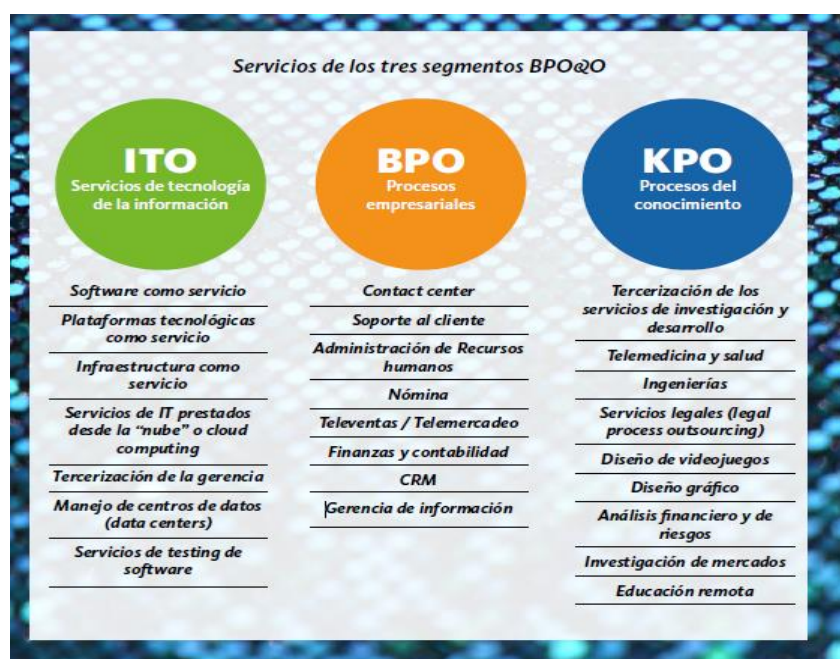 Servicios de los tres segmentos BPO&O
ITO
Servicios de tecnología
de la información
Software como servicio
Plataformas tecnológicas
como servicio
Infraestructura como
servicio
Servicios de IT prestados
desde la “nube” o cloud
computing
Tercerización de la gerencia
Manejo de centros de datos
(data centers)
Servicios de testing de
software
BPO
Procesos
empresariales
Contact center
Soporte al cliente
Administración de Recursos
humanos
Nómina
Televentas / Telemercadeo
Finanzas y contabilidad
CRM
Gerencia de información
KPO
Procesos del
conocimiento
Tercerización de los
servicios de investigación y
desarrollo
Telemedicina y salud
Ingenierías
Servicios legales (legal
process outsourcing)
Diseño de videojuegos
Diseño gráfico
Análisis financiero y de
riesgos
Investigación de mercados
Educación remota